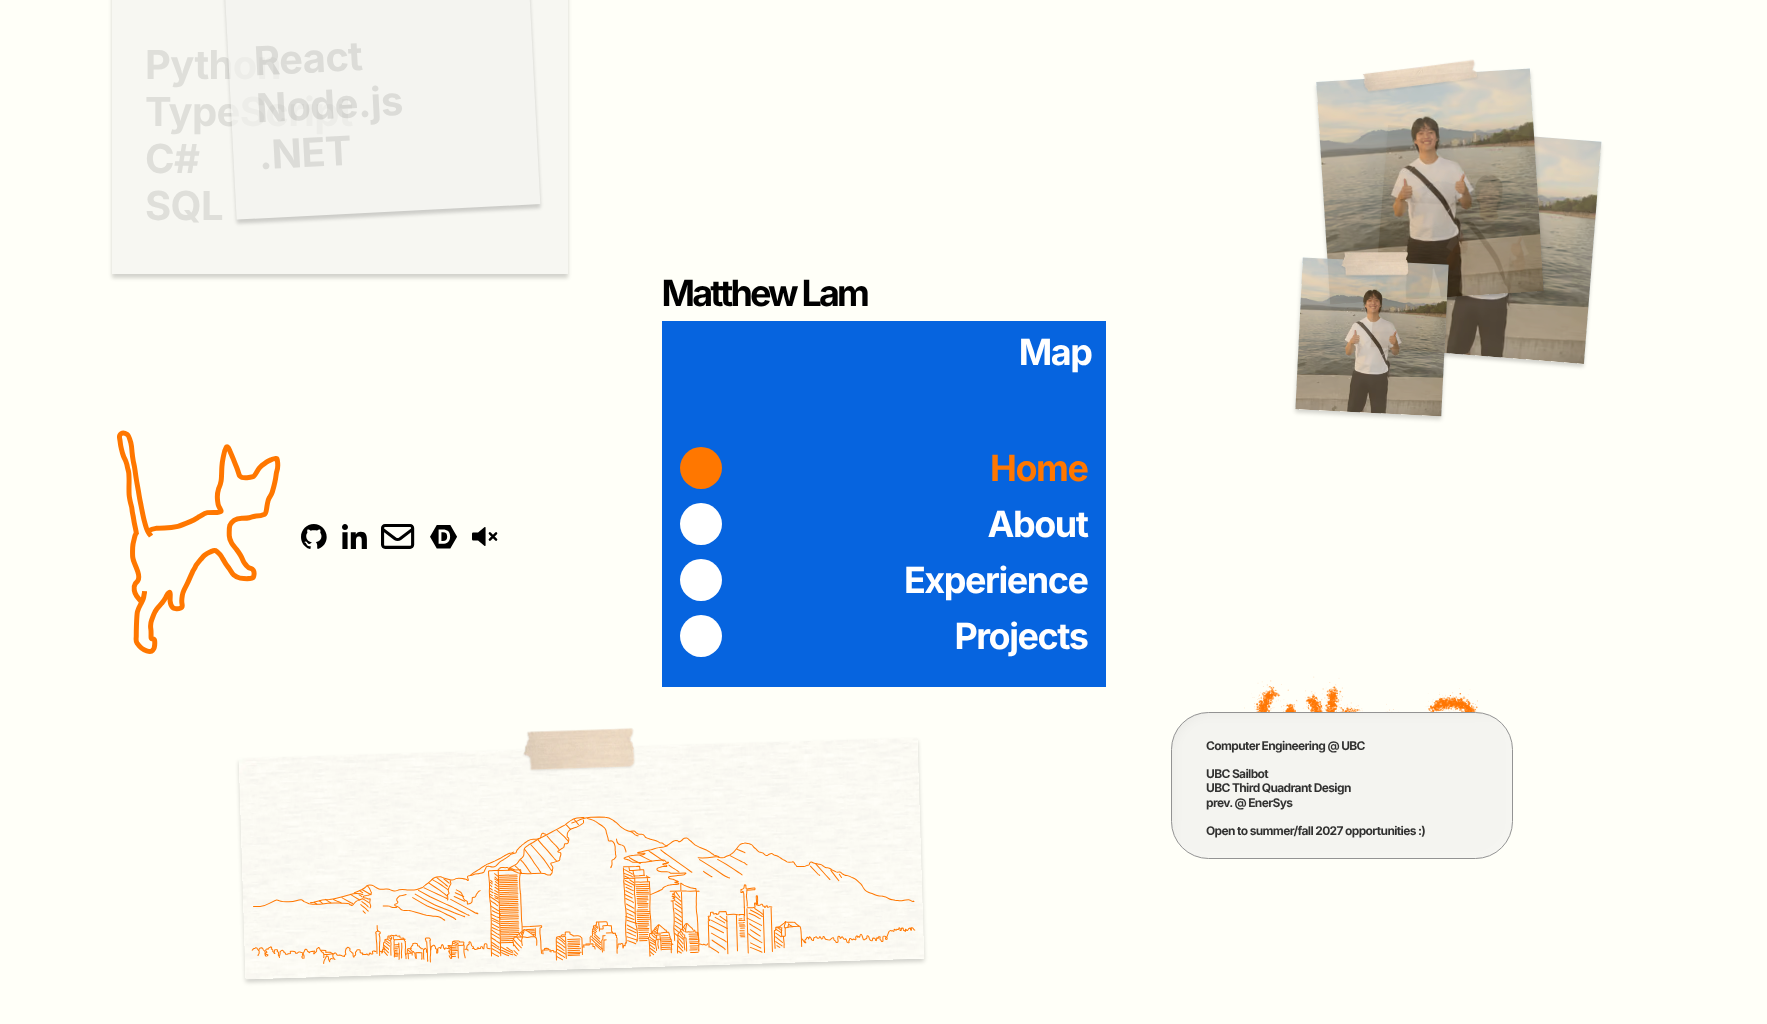 Python
TypeScript
C#
SQL
React
Node.js
.NET
Matthew Lam
Map
Home
About
Experience
Projects
in
D
Computer Engineering @ UBC
UBC Sailbot
UBC Third Quadrant Design
prev. @ EnerSys
Open to summer/fall 2027 opportunities :)